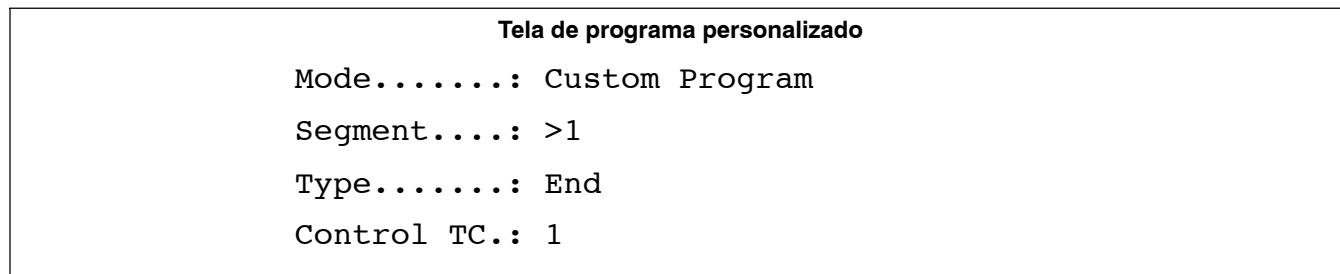 Tela de programa personalizado
Mode.......: Custom Program
Segment....: >1
Type.......: End
Control TC.: 1